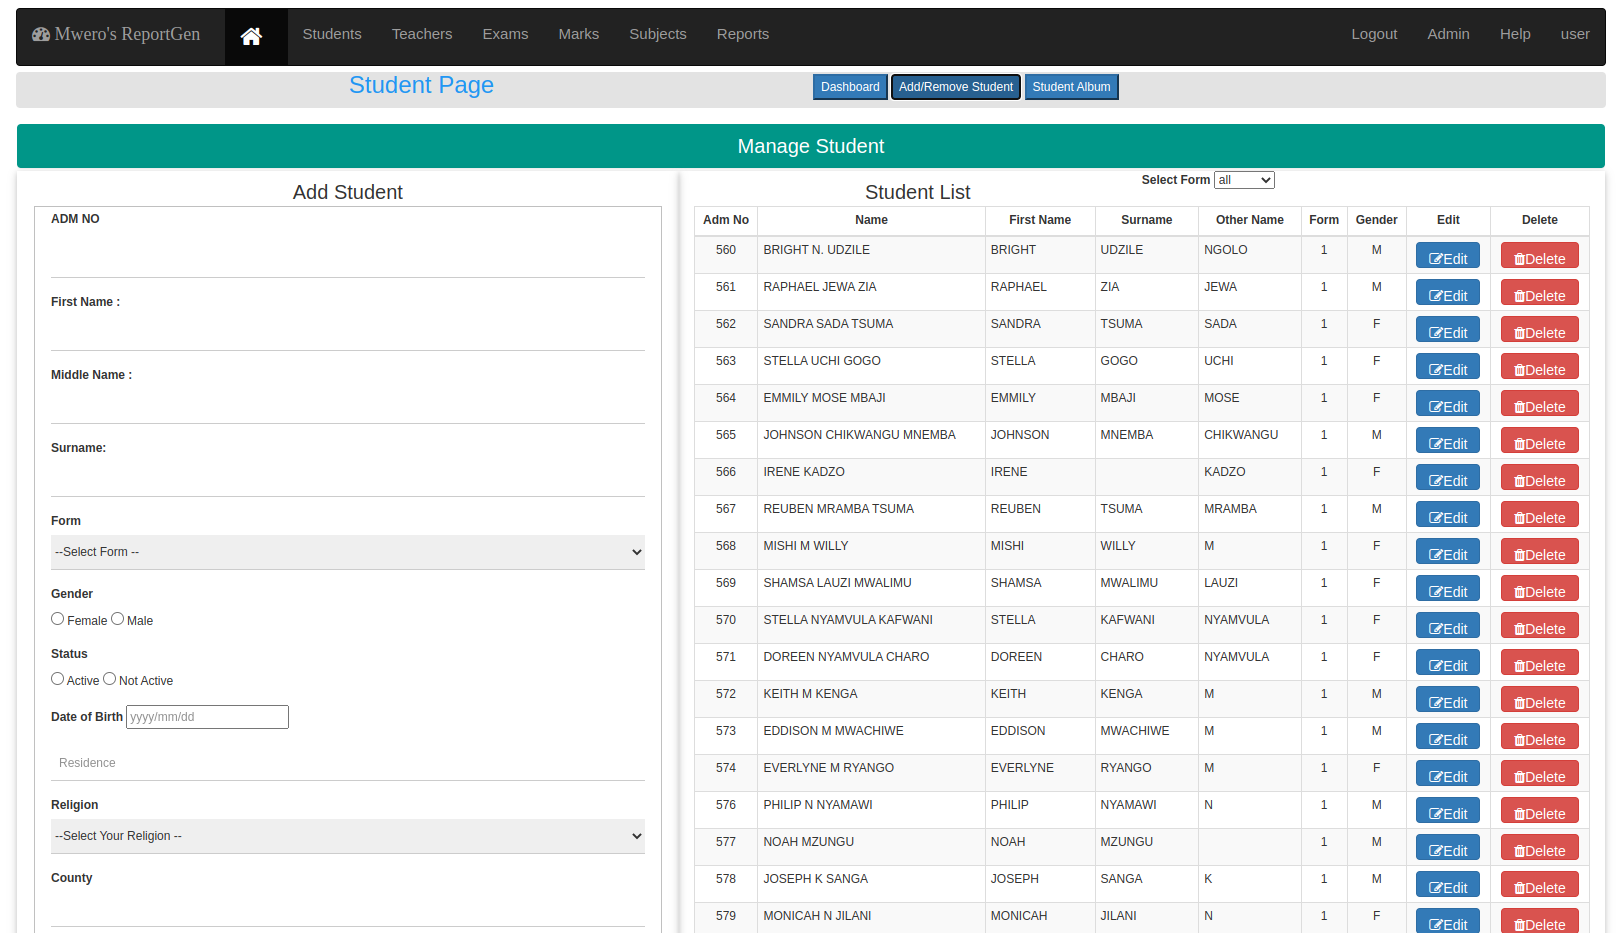 Mwero's ReportGen Students Teachers Exams Marks Subjects Reports Logout Admin Help user
Student Page Dashboard Add/Remove Student Student Album
Manage Student
Add Student
ADM NO
First Name :
Middle Name :
Surname:
Form
--Select Form --
Gender
Female Male
Status
Active Not Active
Date of Birth yyyy/mm/dd
Residence
Religion
--Select Your Religion --
County
Student List Select Form all
Adm No Name First Name Surname Other Name Form Gender Edit Delete
560 BRIGHT N. UDZILE BRIGHT UDZILE NGOLO 1 M Edit Delete
561 RAPHAEL JEWA ZIA RAPHAEL ZIA JEWA 1 M Edit Delete
562 SANDRA SADA TSUMA SANDRA TSUMA SADA 1 F Edit Delete
563 STELLA UCHI GOGO STELLA GOGO UCHI 1 F Edit Delete
564 EMMILY MOSE MBAJI EMMILY MBAJI MOSE 1 F Edit Delete
565 JOHNSON CHIKWANGU MNEMBA JOHNSON MNEMBA CHIKWANGU 1 M Edit Delete
566 IRENE KADZO IRENE KADZO 1 F Edit Delete
567 REUBEN MRAMBA TSUMA REUBEN TSUMA MRAMBA 1 M Edit Delete
568 MISHI M WILLY MISHI WILLY M 1 F Edit Delete
569 SHAMSA LAUZI MWALIMU SHAMSA MWALIMU LAUZI 1 F Edit Delete
570 STELLA NYAMVULA KAFWANI STELLA KAFWANI NYAMVULA 1 F Edit Delete
571 DOREEN NYAMVULA CHARO DOREEN CHARO NYAMVULA 1 F Edit Delete
572 KEITH M KENGA KEITH KENGA M 1 M Edit Delete
573 EDDISON M MWACHIWE EDDISON MWACHIWE M 1 M Edit Delete
574 EVERLYNE M RYANGO EVERLYNE RYANGO M 1 F Edit Delete
576 PHILIP N NYAMAWI PHILIP NYAMAWI N 1 M Edit Delete
577 NOAH MZUNGU NOAH MZUNGU 1 M Edit Delete
578 JOSEPH K SANGA JOSEPH SANGA K 1 M Edit Delete
579 MONICAH N JILANI MONICAH JILANI N 1 F Edit Delete